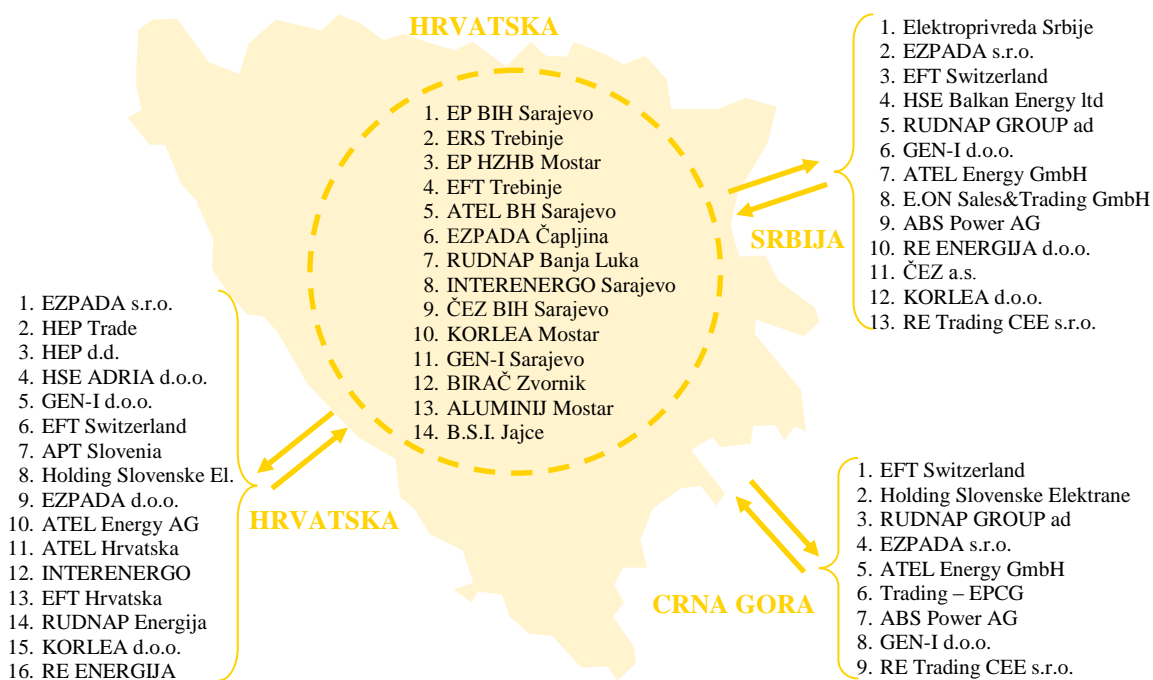 HRVATSKA
1. EP BIH Sarajevo
2. ERS Trebinje
3. EP HZHB Mostar
4. EFT Trebinje
5. ATEL BH Sarajevo
6. EZPADA Čapljina
7. RUDNAP Banja Luka
8. INTERENERGO Sarajevo
9. ČEZ BIH Sarajevo
10. KORLEA Mostar
11. GEN-I Sarajevo
12. BIRAČ Zvornik
13. ALUMINIJ Mostar
14. B.S.I. Jajce
1. Elektroprivreda Srbije
2. EZPADA s.r.o.
3. EFT Switzerland
4. HSE Balkan Energy ltd
5. RUDNAP GROUP ad
6. GEN-I d.o.o.
7. ATEL Energy GmbH
8. E.ON Sales&Trading GmbH
9. ABS Power AG
10. RE ENERGIJA d.o.o.
11. ČEZ a.s.
12. KORLEA d.o.o.
13. RE Trading CEE s.r.o.
SRBIJA
1. EZPADA s.r.o.
2. HEP Trade
3. HEP d.d.
4. HSE ADRIA d.o.o.
5. GEN-I d.o.o.
6. EFT Switzerland
7. APT Slovenia
8. Holding Slovenske El.
9. EZPADA d.o.o.
10. ATEL Energy AG
11. ATEL Hrvatska
12. INTERENERGO
13. EFT Hrvatska
14. RUDNAP Energija
15. KORLEA d.o.o.
16. RE ENERGIJA
HRVATSKA
CRNA GORA
1. EFT Switzerland
2. Holding Slovenske Elektrane
3. RUDNAP GROUP ad
4. EZPADA s.r.o.
5. ATEL Energy GmbH
6. Trading – EPCG
7. ABS Power AG
8. GEN-I d.o.o.
9. RE Trading CEE s.r.o.